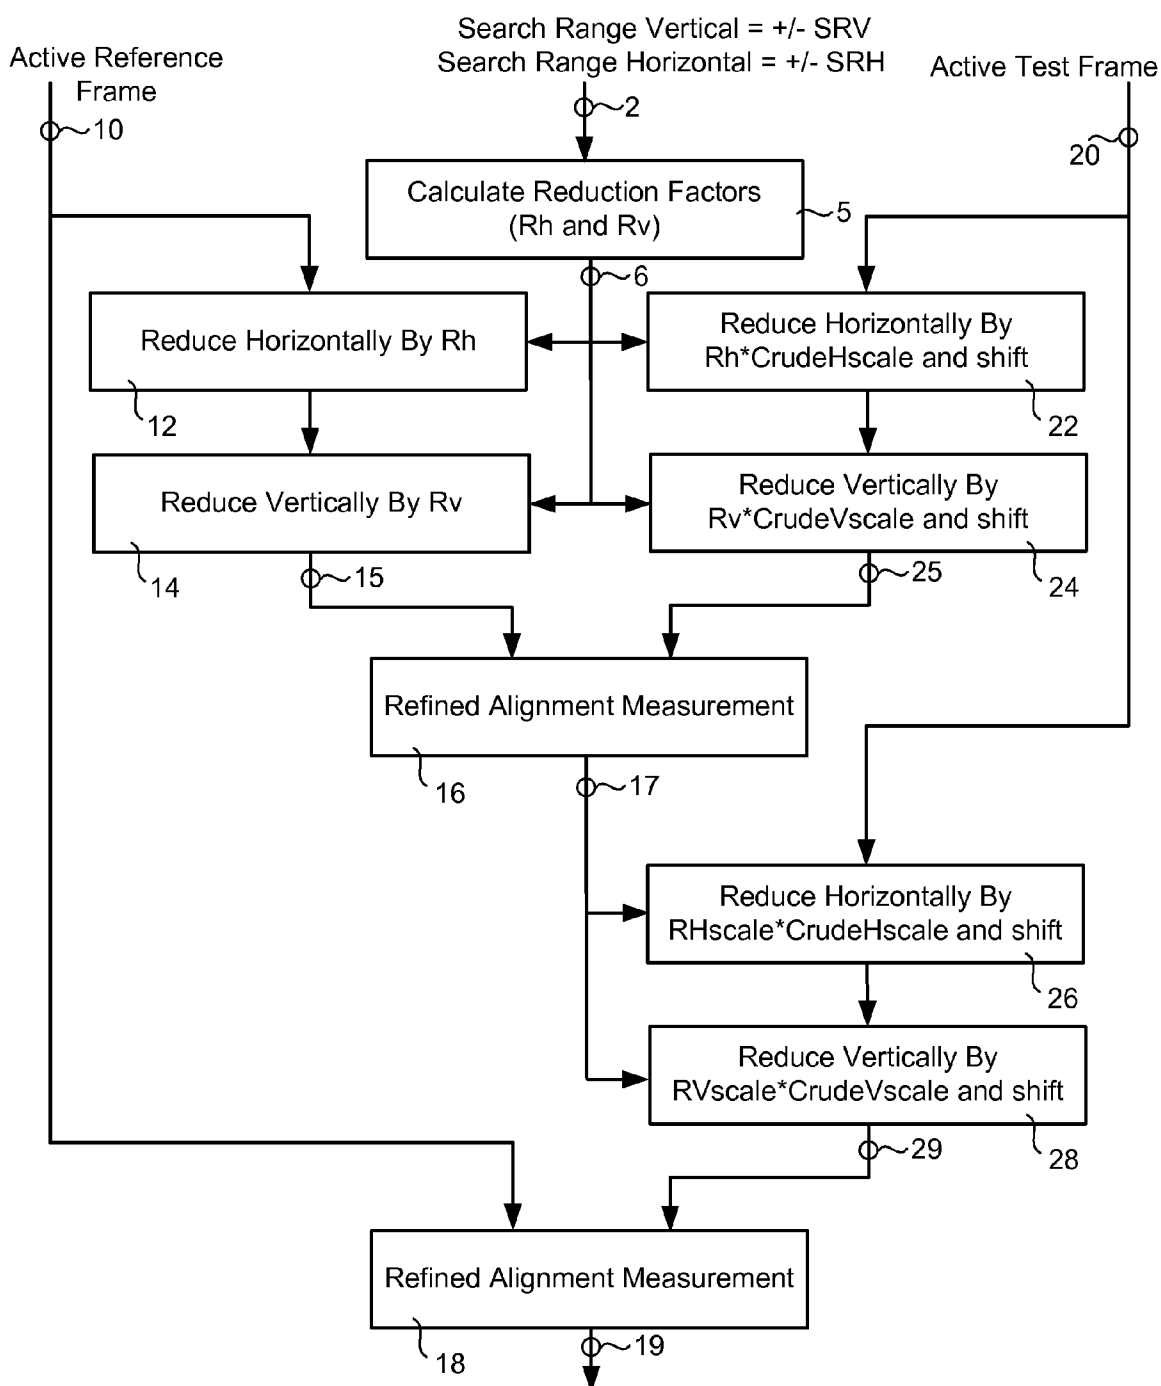 Search Range Vertical = +/- SRV
Search Range Horizontal = +/- SRH
Active Reference
Frame
Active Test Frame
2
10
20
Calculate Reduction Factors
(Rh and Rv)
5
6
Reduce Horizontally By Rh
12
Reduce Horizontally By
Rh*CrudeHscale and shift
22
Reduce Vertically By Rv
14
Reduce Vertically By
Rv*CrudeVscale and shift
24
15
25
Refined Alignment Measurement
16
17
Reduce Horizontally By
RHscale*CrudeHscale and shift
26
Reduce Vertically By
RVscale*CrudeVscale and shift
28
29
Refined Alignment Measurement
18
19